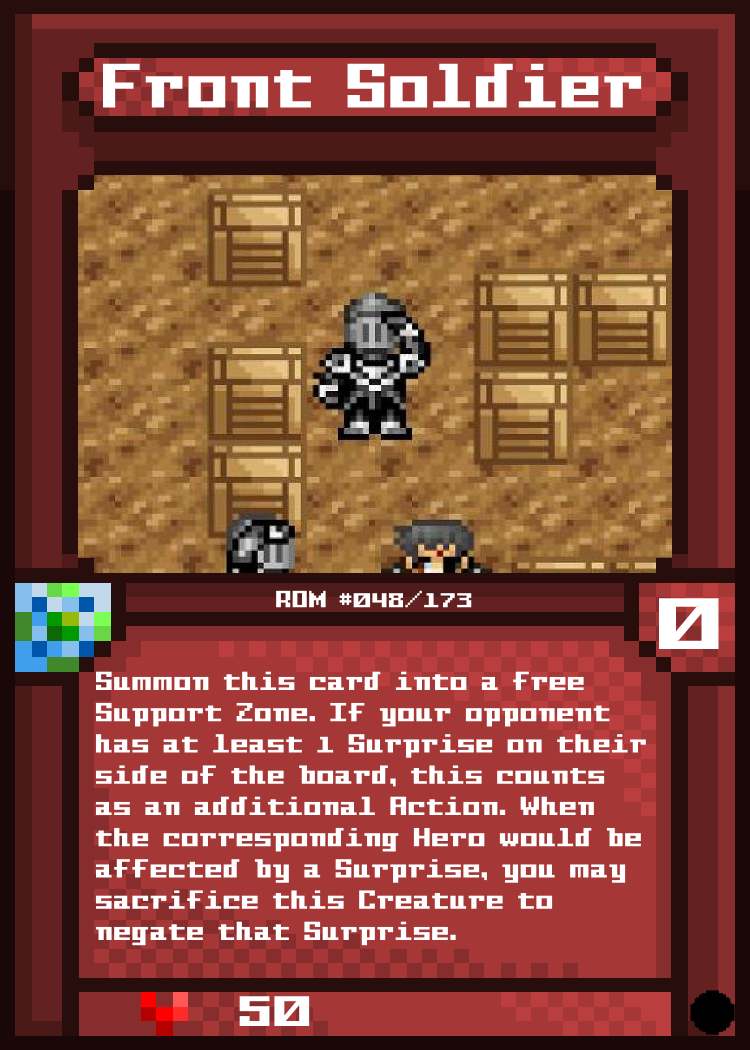 Front Soldier
ROM #048/173
0
Summon this card into a free
Support Zone. If your opponent
has at least 1 Surprise on their
side of the board, this counts
as an additional Action. When
the corresponding Hero would be
affected by a Surprise, you may
sacrifice this Creature to
negate that Surprise.
50